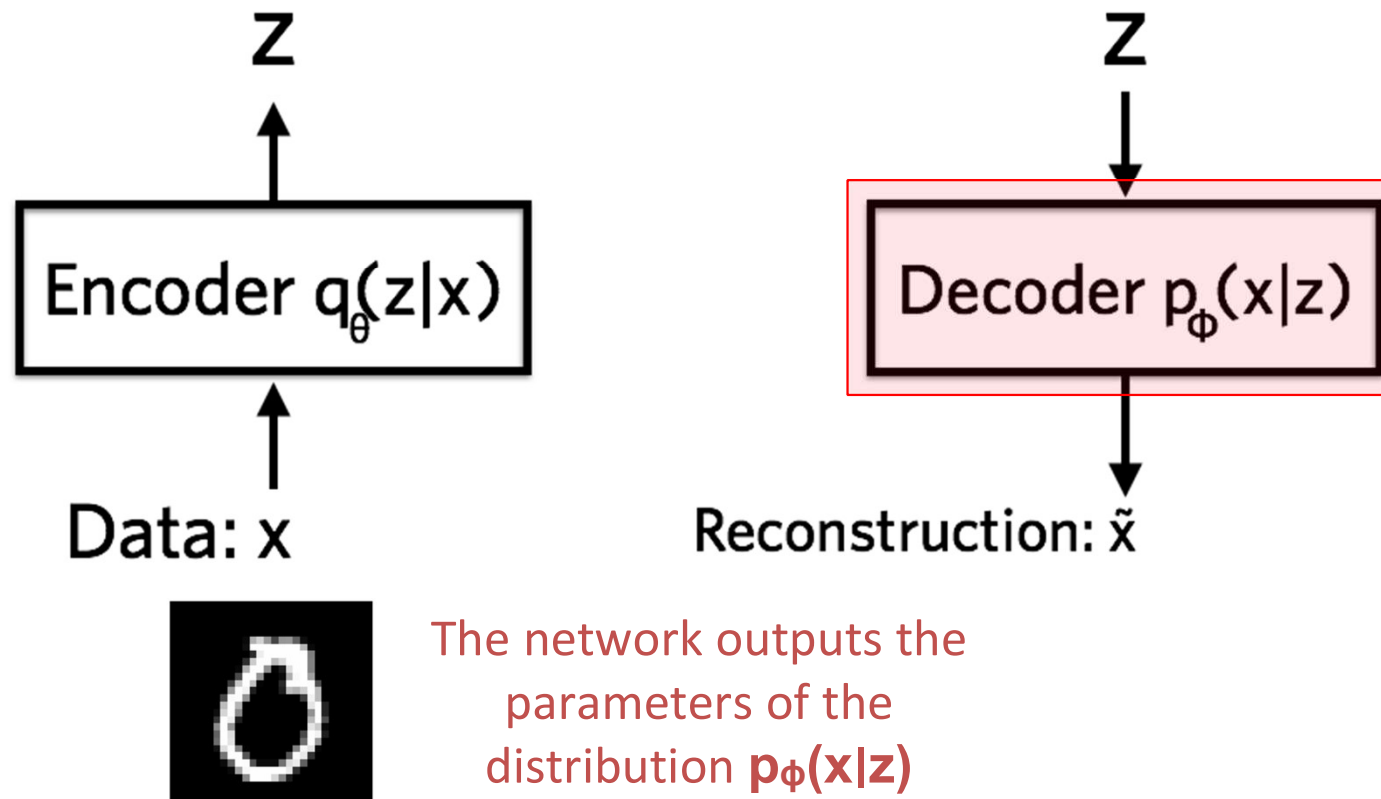 z
Encoder qθ(z|x)
Data: x
z
Decoder pϕ(x|z)
Reconstruction: x̃
The network outputs the
parameters of the
distribution pϕ(x|z)